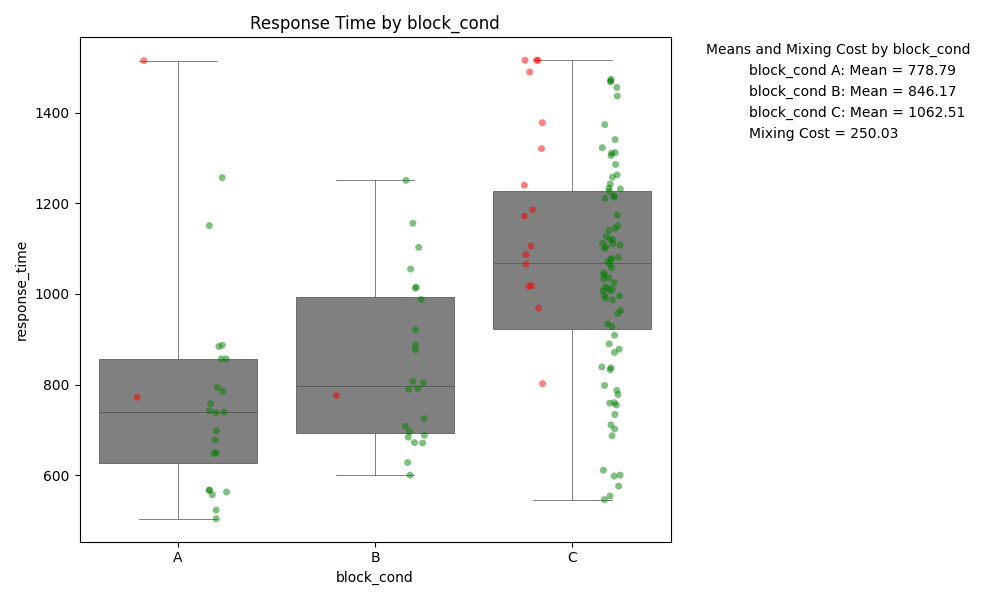 Response Time by block_cond
Means and Mixing Cost by block_cond
block_cond A: Mean = 778.79
block_cond B: Mean = 846.17
block_cond C: Mean = 1062.51
Mixing Cost = 250.03
response_time
1400
1200
1000
800
600
A
B
C
block_cond